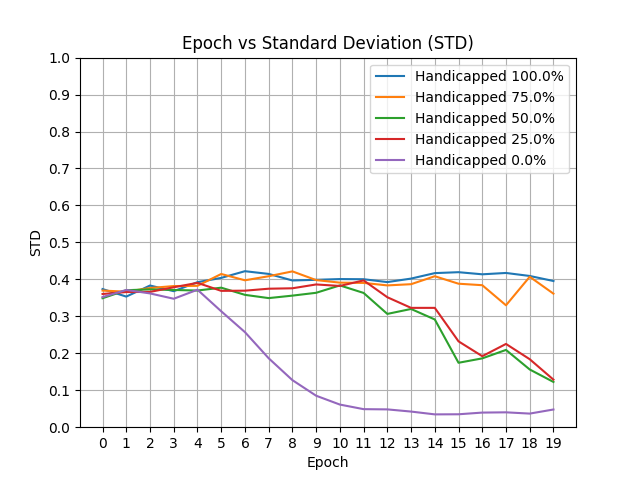 Epoch vs Standard Deviation (STD)
1.0
0.9
0.8
0.7
0.6
0.5
0.4
0.3
0.2
0.1
0.0
STD
Handicapped 100.0%
Handicapped 75.0%
Handicapped 50.0%
Handicapped 25.0%
Handicapped 0.0%
0 1 2 3 4 5 6 7 8 9 10 11 12 13 14 15 16 17 18 19
Epoch